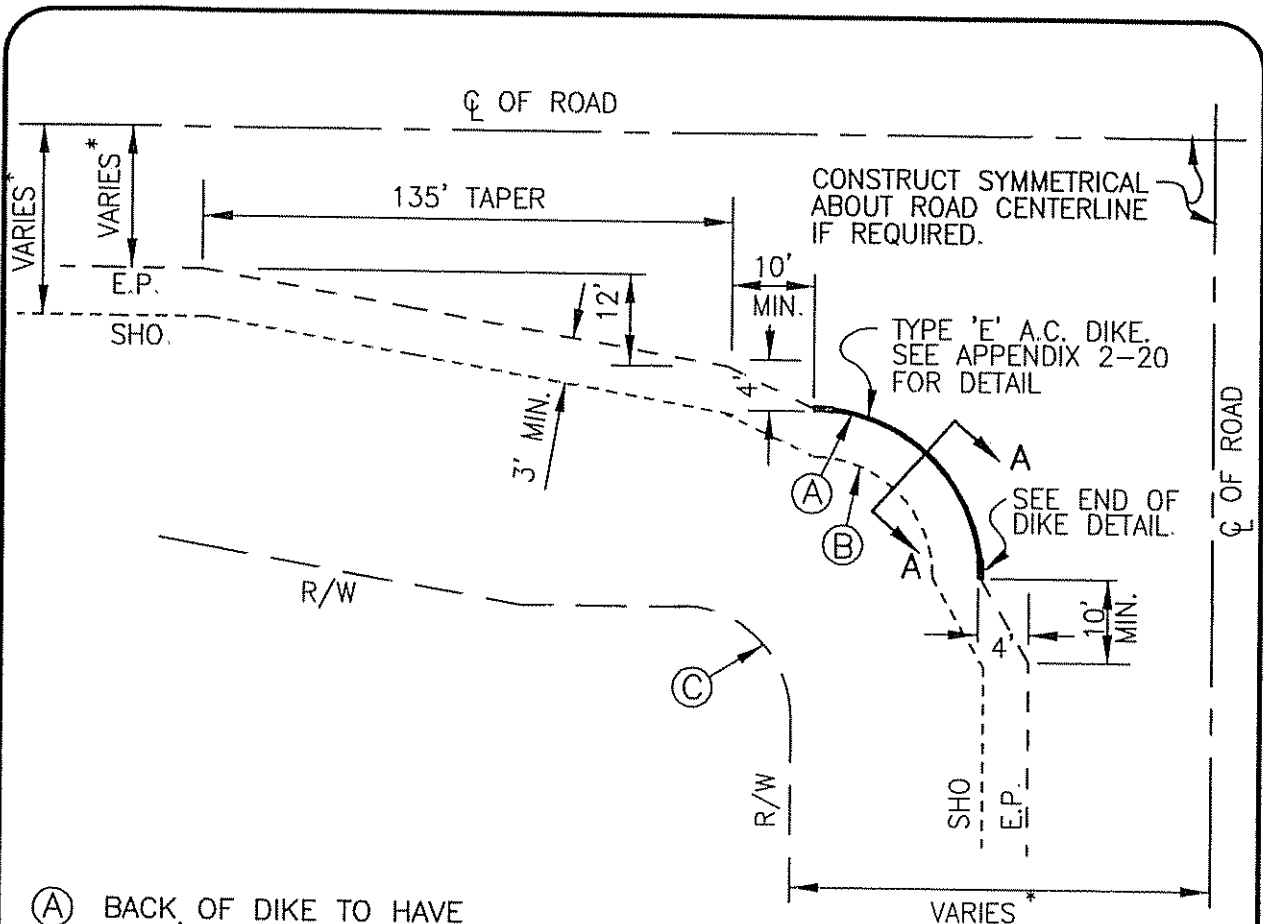 ℄ OF ROAD
VARIES*
VARIES*
135' TAPER
CONSTRUCT SYMMETRICAL
ABOUT ROAD CENTERLINE
IF REQUIRED.
E.P.
SHO.
12'
10'
MIN.
TYPE 'E' A.C. DIKE.
SEE APPENDIX 2-20
FOR DETAIL
4'
3' MIN.
A
A
SEE END OF
DIKE DETAIL.
℄ OF ROAD
B
A
R/W
4'
10'
MIN.
C
R/W
SHO
E.P.
VARIES*
A BACK OF DIKE TO HAVE